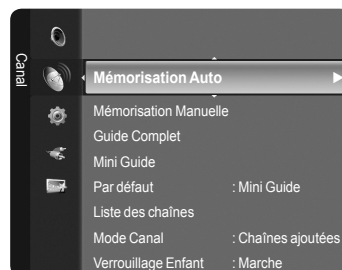 Canal
Mémorisation Auto
Mémorisation Manuelle
Guide Complet
Mini Guide
Par défaut : Mini Guide
Liste des chaînes
Mode Canal : Chaînes ajoutées
Verrouillage Enfant : Marche